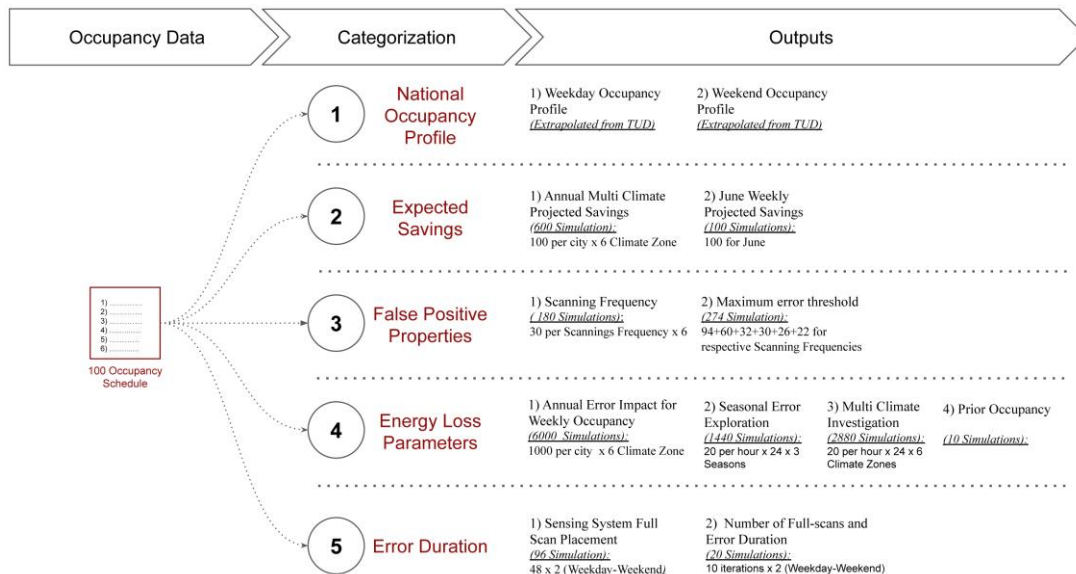 Occupancy Data
Categorization
Outputs
1
National
Occupancy
Profile
1) Weekday Occupancy
Profile
(Extrapolated from TUD)
2) Weekend Occupancy
Profile
(Extrapolated from TUD)
2
Expected
Savings
1) Annual Multi Climate
Projected Savings
(600 Simulation):
100 per city x 6 Climate Zone
2) June Weekly
Projected Savings
(100 Simulations):
100 for June
1) ..............
2) ..............
3) ..............
4) ..............
5) ..............
6) ..............
100 Occupancy
Schedule
3
False Positive
Properties
1) Scanning Frequency
( 180 Simulations):
30 per Scannings Frequency x 6
2) Maximum error threshold
(274 Simulation):
94+60+32+30+26+22 for
respective Scanning Frequencies
4
Energy Loss
Parameters
1) Annual Error Impact for
Weekly Occupancy
(6000 Simulations):
1000 per city x 6 Climate Zone
2) Seasonal Error
Exploration
(1440 Simulations):
20 per hour x 24 x 3
Seasons
3) Multi Climate
Investigation
(2880 Simulations):
20 per hour x 24 x 6
Climate Zones
4) Prior Occupancy
(10 Simulations):
5
Error Duration
1) Sensing System Full
Scan Placement
(96 Simulation):
48 x 2 (Weekday-Weekend)
2) Number of Full-scans and
Error Duration
(20 Simulations):
10 iterations x 2 (Weekday-Weekend)